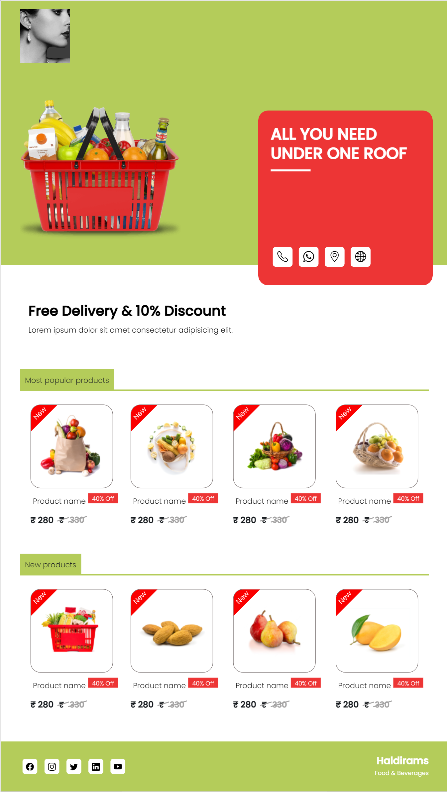 ALL YOU NEED
UNDER ONE ROOF
Free Delivery & 10% Discount
Lorem ipsum dolor sit amet consectetur adipisicing elit.
Most popular products
New
New
New
New
Product name 40% Off
Product name 40% Off
Product name 40% Off
Product name 40% Off
₹ 280 ₹ 330
₹ 280 ₹ 330
₹ 280 ₹ 330
₹ 280 ₹ 330
New products
New
New
New
New
Product name 40% Off
Product name 40% Off
Product name 40% Off
Product name 40% Off
₹ 280 ₹ 330
₹ 280 ₹ 330
₹ 280 ₹ 330
₹ 280 ₹ 330
Haldirams
Food & Beverages